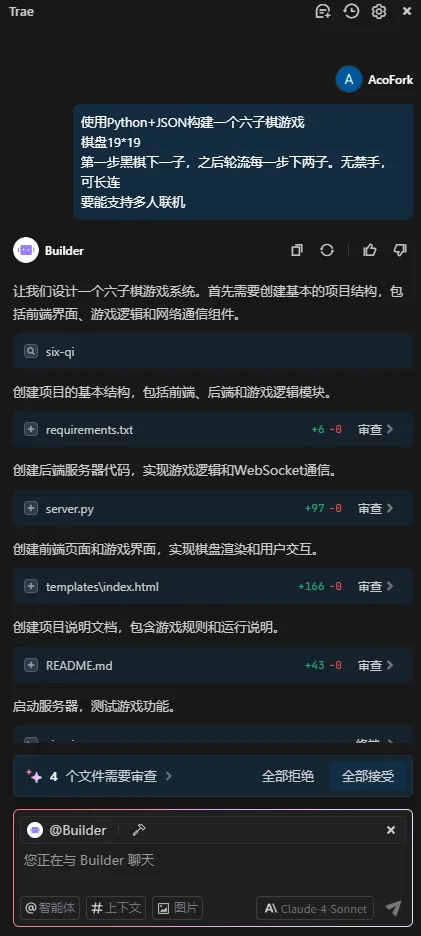 Trae
A
AcoFork
使用Python+JSON构建一个六子棋游戏
棋盘19*19
第一步黑棋下一子，之后轮流每一步下两子。无禁手，
可长连
要能支持多人联机
Builder
让我们设计一个六子棋游戏系统。首先需要创建基本的项目结构，包
括前端界面、游戏逻辑和网络通信组件。
six-qi
创建项目的基本结构，包括前端、后端和游戏逻辑模块。
requirements.txt +6 -0 审查
创建后端服务器代码，实现游戏逻辑和WebSocket通信。
server.py +97 -0 审查
创建前端页面和游戏界面，实现棋盘渲染和用户交互。
templates\index.html +166 -0 审查
创建项目说明文档，包含游戏规则和运行说明。
README.md +43 -0 审查
启动服务器，测试游戏功能。
4 个文件需要审查 全部拒绝 全部接受
@Builder
您正在与 Builder 聊天
@智能体 #上下文 图片 Claude-4-Sonnet